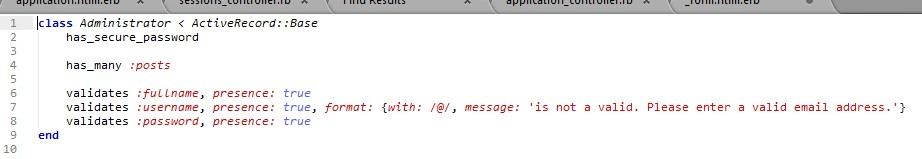 application.html.erb × sessions_controller.rb × Find Results × application_controller.rb × _form.html.erb
1 class Administrator < ActiveRecord::Base
2 has_secure_password
3
4 has_many :posts
5
6 validates :fullname, presence: true
7 validates :username, presence: true, format: {with: /@/, message: 'is not a valid. Please enter a valid email address.'}
8 validates :password, presence: true
9 end
10